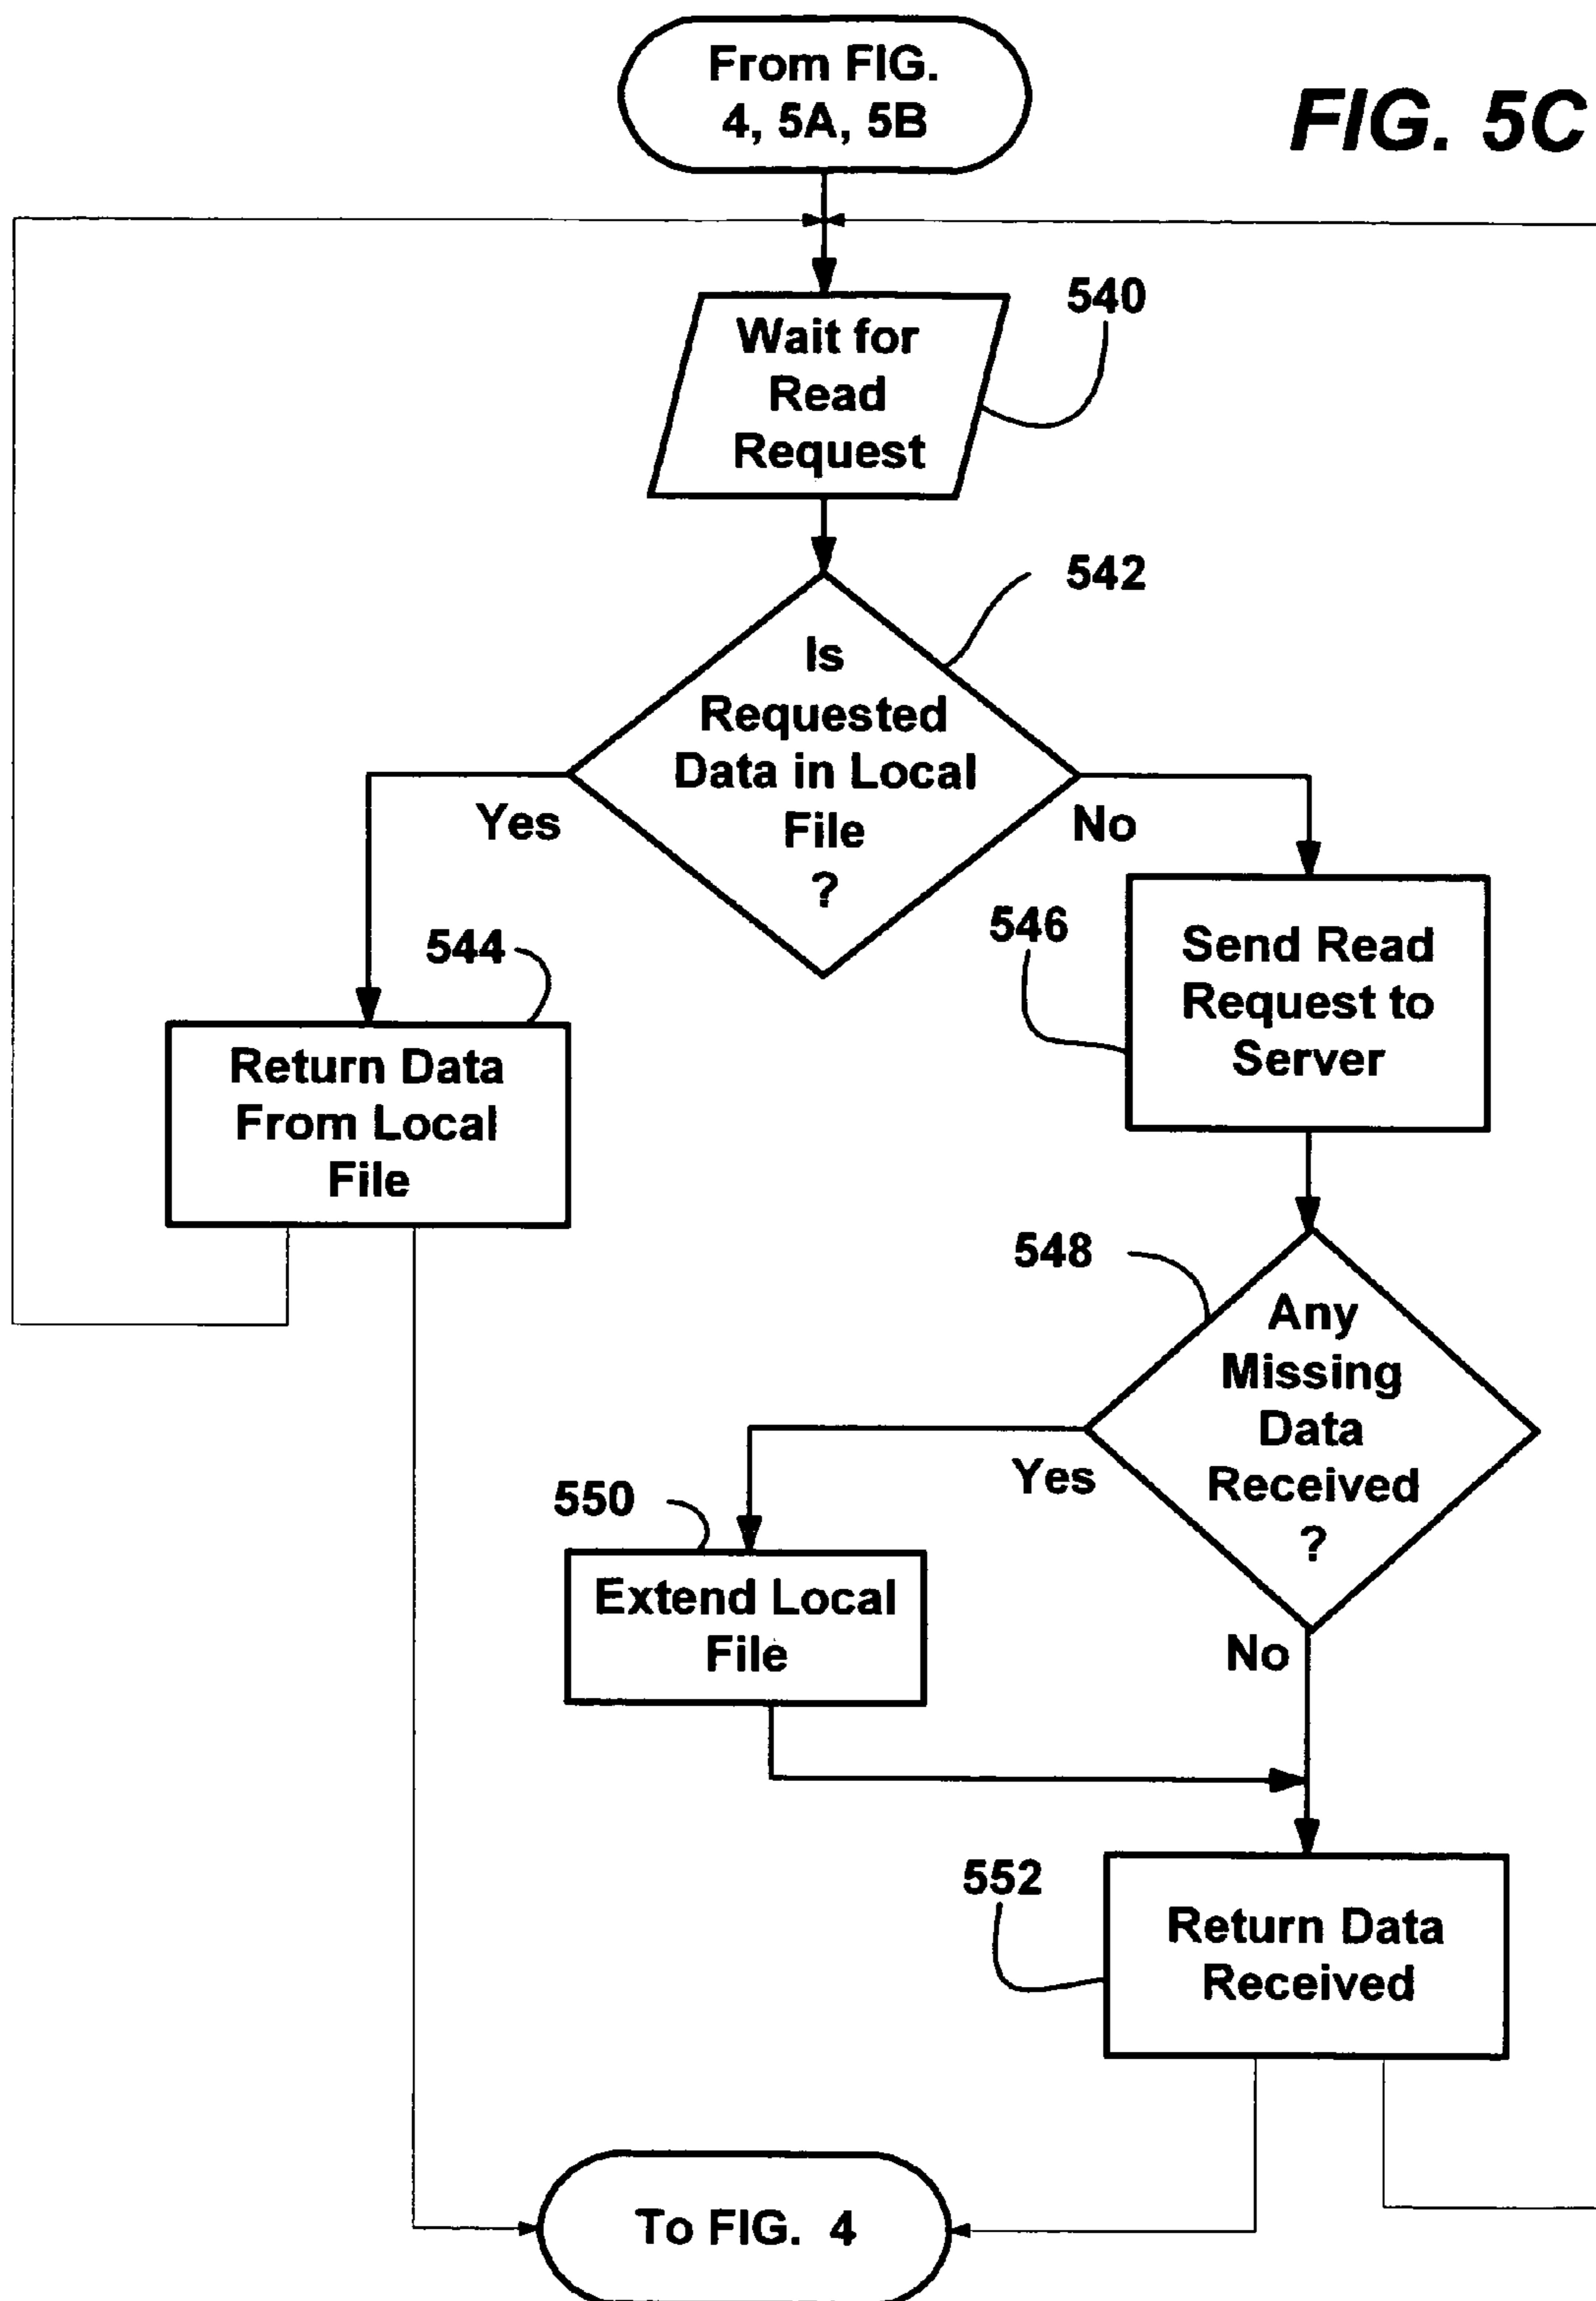 From FIG.
4, 5A, 5B
FIG. 5C
540
Wait for
Read
Request
542
Is
Requested
Data in Local
File
?
Yes
No
546
Send Read
Request to
Server
544
Return Data
From Local
File
548
Any
Missing
Data
Received
?
Yes
No
550
Extend Local
File
552
Return Data
Received
To FIG. 4